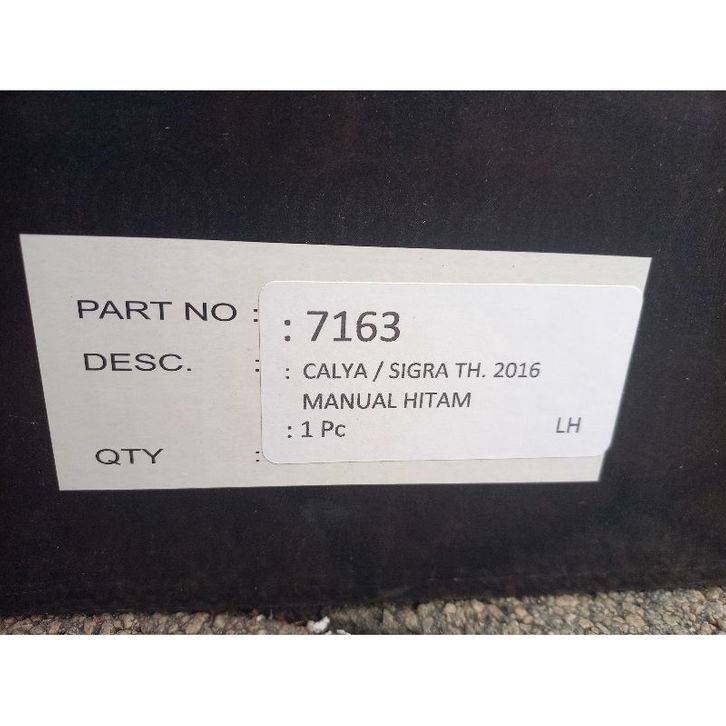 PART NO : : 7163
DESC. : : CALYA / SIGRA TH. 2016
MANUAL HITAM
QTY : : 1 Pc LH